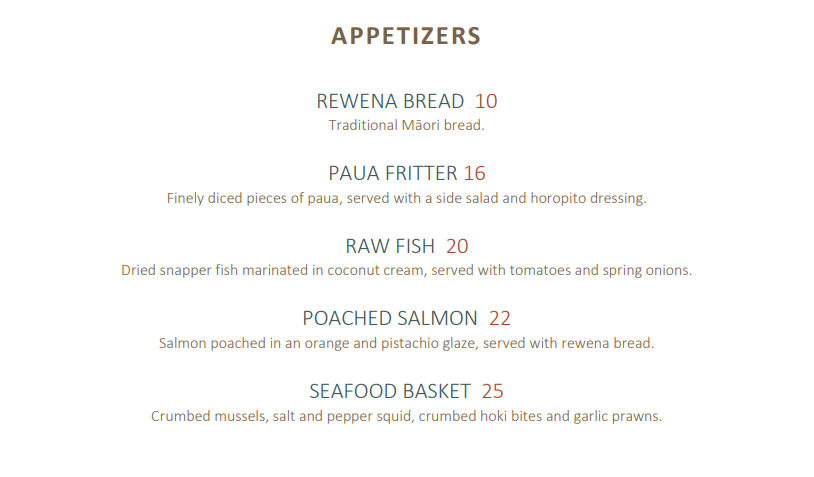 APPETIZERS
REWENA BREAD 10
Traditional Māori bread.
PAUA FRITTER 16
Finely diced pieces of paua, served with a side salad and horopito dressing.
RAW FISH 20
Dried snapper fish marinated in coconut cream, served with tomatoes and spring onions.
POACHED SALMON 22
Salmon poached in an orange and pistachio glaze, served with rewena bread.
SEAFOOD BASKET 25
Crumbed mussels, salt and pepper squid, crumbed hoki bites and garlic prawns.